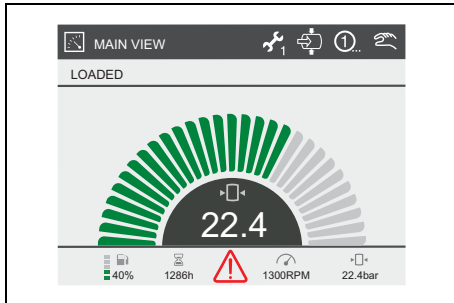 MAIN VIEW
1
1...
LOADED
22.4
40%
1286h
1300RPM
22.4bar